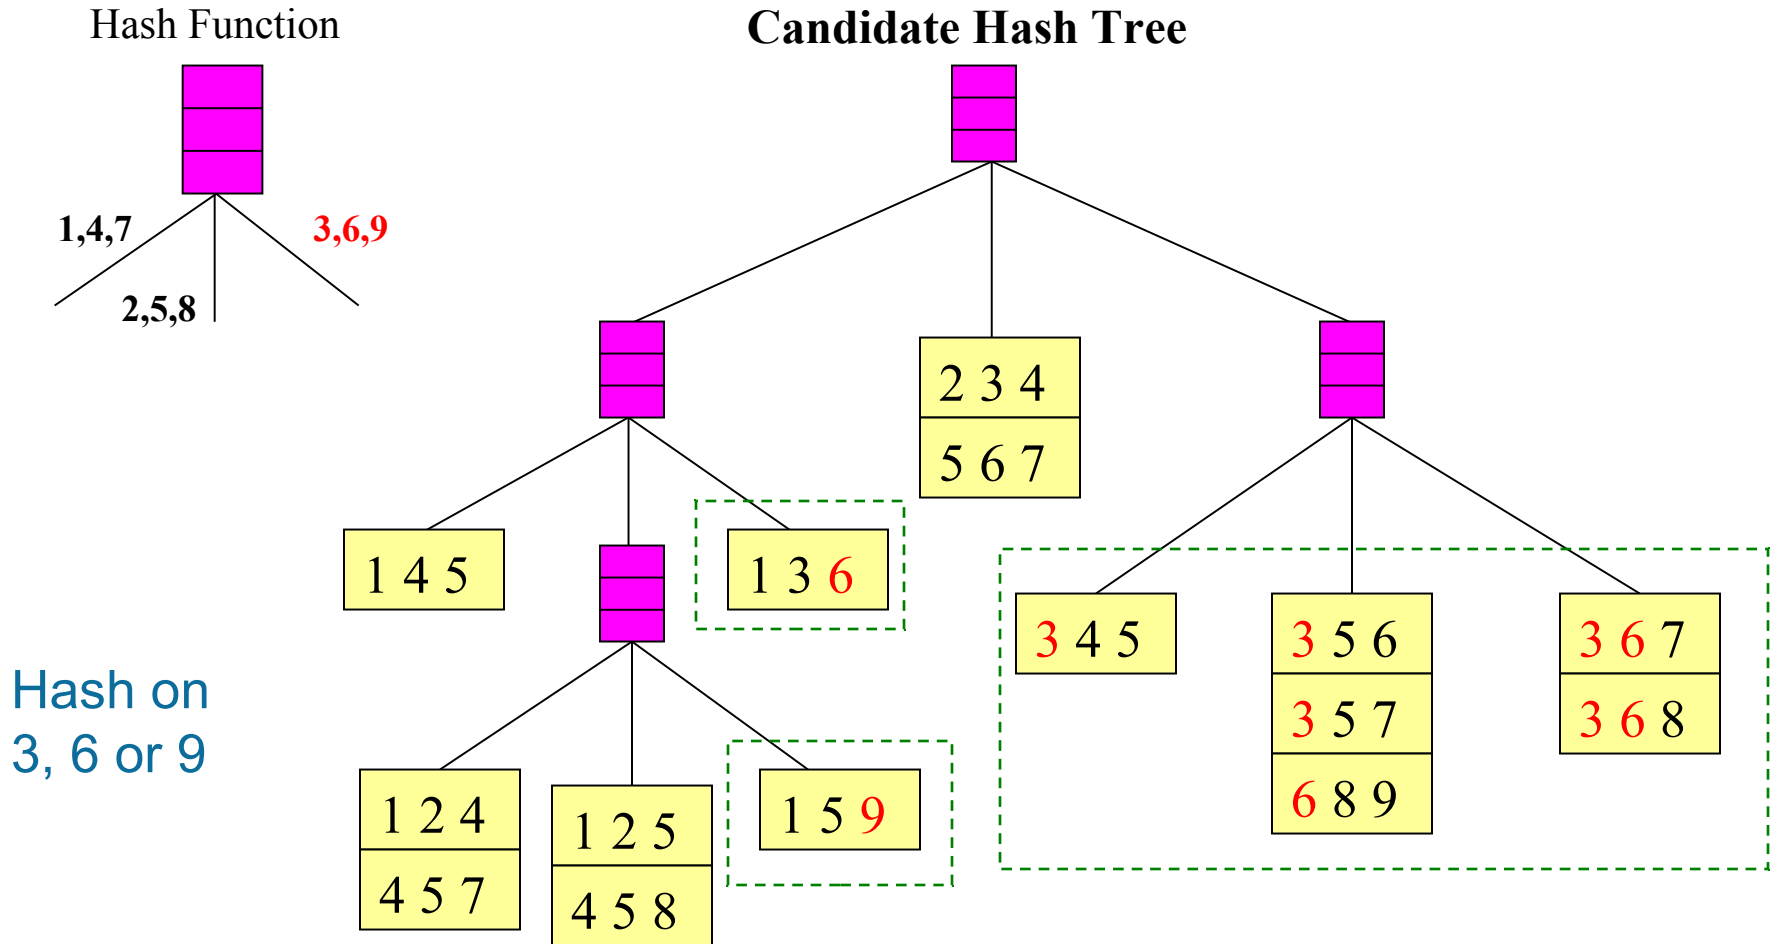 Hash Function
Candidate Hash Tree
1,4,7
3,6,9
2,5,8
2 3 4
5 6 7
1 4 5
1 3 6
3 4 5
3 5 6
3 6 7
3 5 7
3 6 8
6 8 9
Hash on
3, 6 or 9
1 2 4
1 2 5
1 5 9
4 5 7
4 5 8